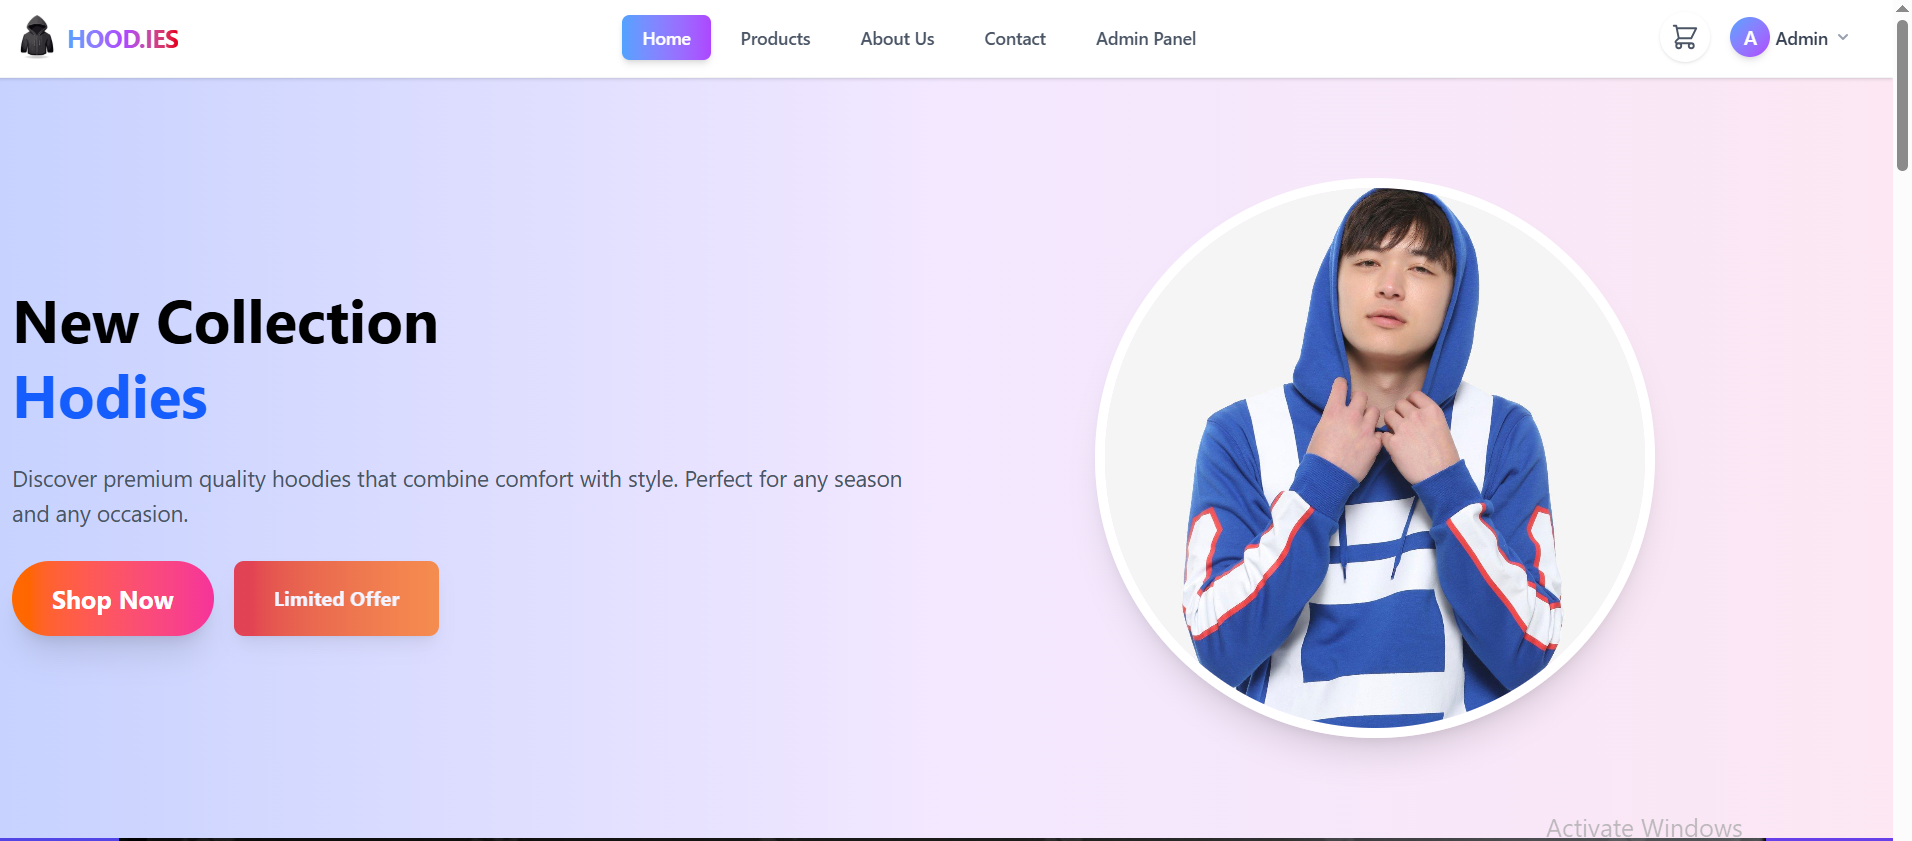 HOOD.IES
Home
Products
About Us
Contact
Admin Panel
A
Admin
New Collection
Hodies
Discover premium quality hoodies that combine comfort with style. Perfect for any season
and any occasion.
Shop Now
Limited Offer
Activate Windows